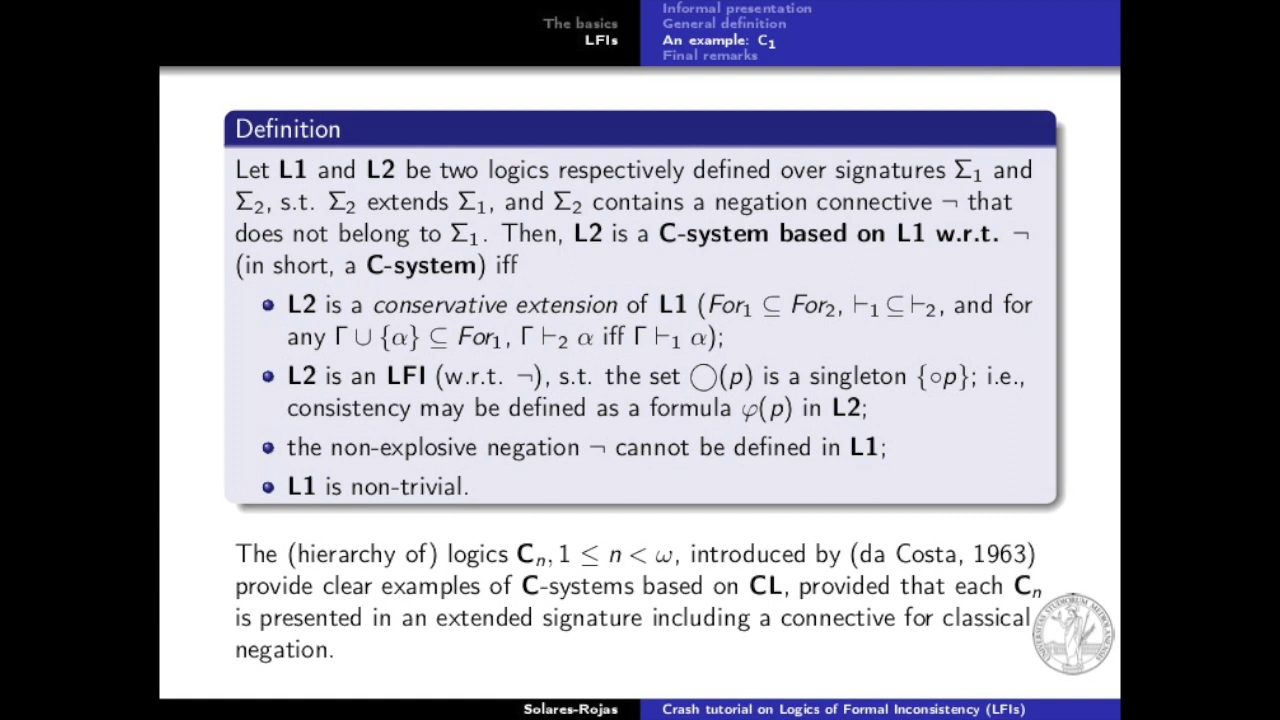 The basics
LFIs
Informal presentation
General definition
An example: C₁
Final remarks
Definition
Let L1 and L2 be two logics respectively defined over signatures Σ₁ and
Σ₂, s.t. Σ₂ extends Σ₁, and Σ₂ contains a negation connective ¬ that
does not belong to Σ₁. Then, L2 is a C-system based on L1 w.r.t. ¬
(in short, a C-system) iff
• L2 is a conservative extension of L1 (For₁ ⊆ For₂, ⊢₁⊆⊢₂, and for
any Γ ∪ {α} ⊆ For₁, Γ ⊢₂ α iff Γ ⊢₁ α);
• L2 is an LFI (w.r.t. ¬), s.t. the set ◯(p) is a singleton {∘p}; i.e.,
consistency may be defined as a formula φ(p) in L2;
• the non-explosive negation ¬ cannot be defined in L1;
• L1 is non-trivial.
The (hierarchy of) logics Cₙ, 1 ≤ n < ω, introduced by (da Costa, 1963)
provide clear examples of C-systems based on CL, provided that each Cₙ
is presented in an extended signature including a connective for classical
negation.
Solares-Rojas
Crash tutorial on Logics of Formal Inconsistency (LFIs)